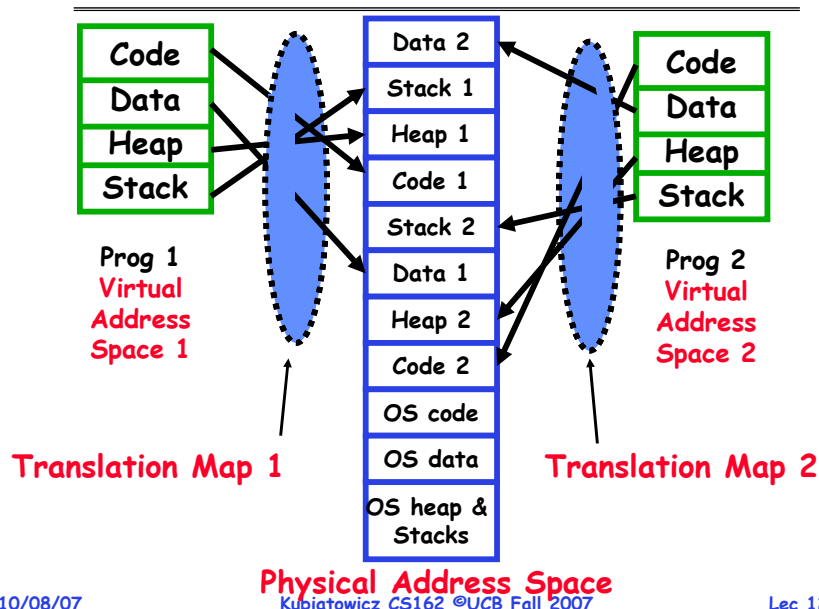 Code
Data
Heap
Stack
Prog 1
Virtual
Address
Space 1
Translation Map 1
Data 2
Stack 1
Heap 1
Code 1
Stack 2
Data 1
Heap 2
Code 2
OS code
OS data
OS heap &
Stacks
Physical Address Space
Code
Data
Heap
Stack
Prog 2
Virtual
Address
Space 2
Translation Map 2
10/08/07
Kubiatowicz CS162 ©UCB Fall 2007
Lec